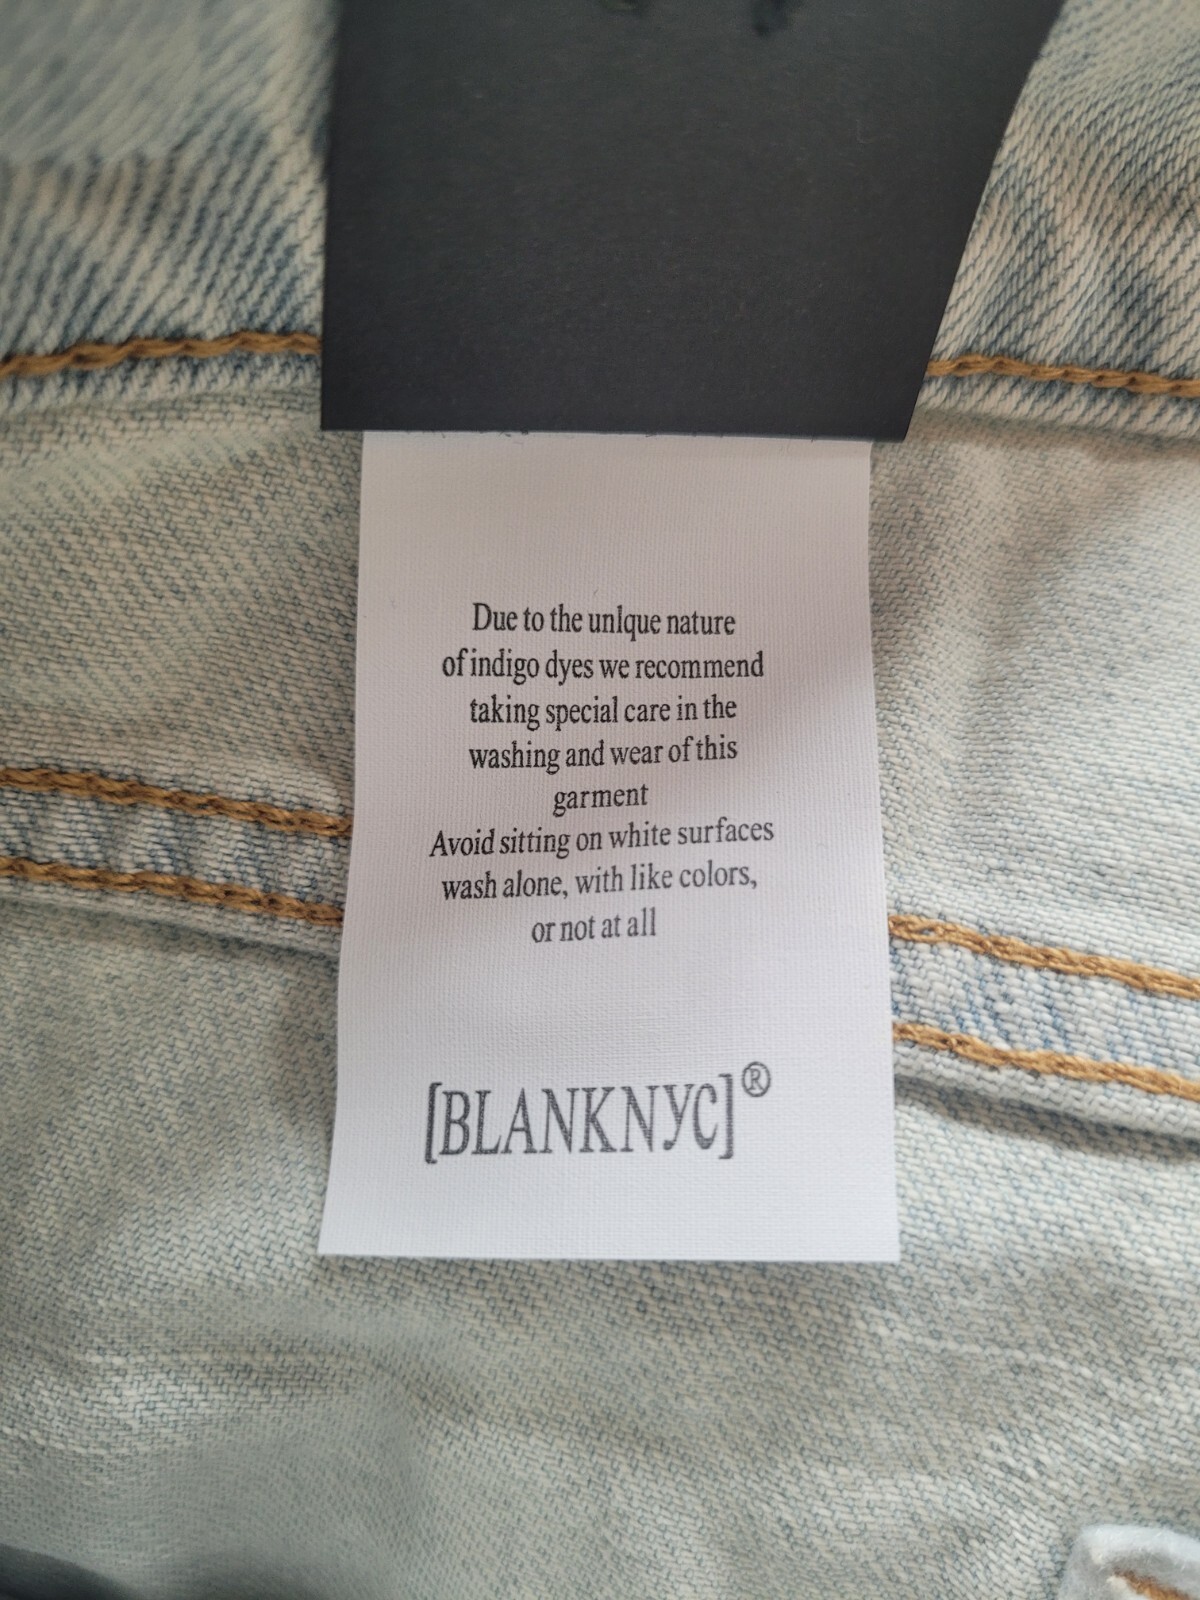 Due to the unlque nature
of indigo dyes we recommend
taking special care in the
washing and wear of this
garment
Avoid sitting on white surfaces
wash alone, with like colors,
or not at all
[BLANKNYC]®